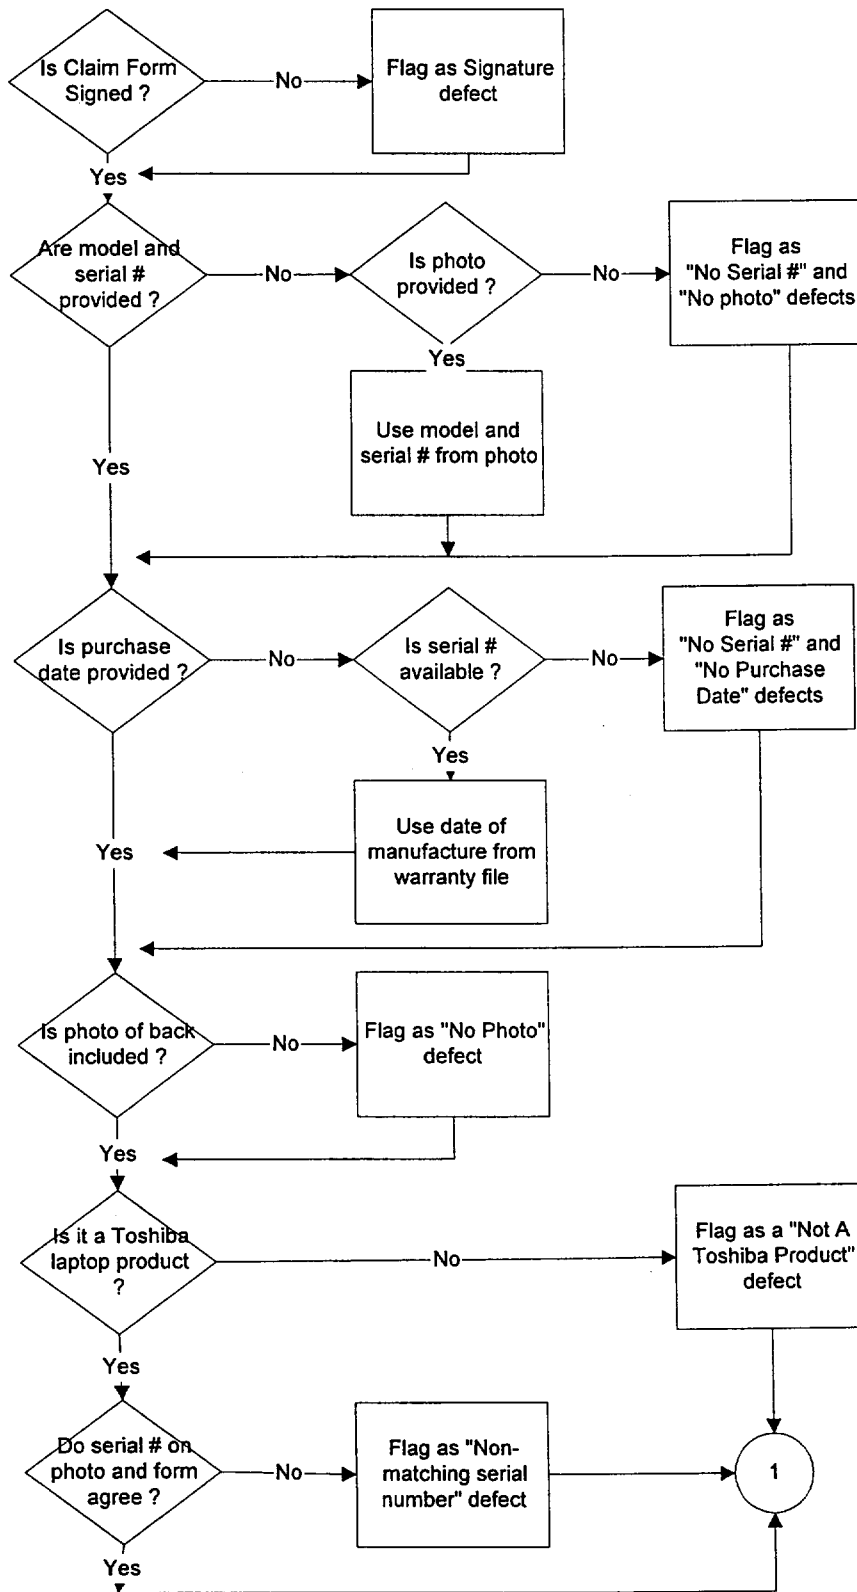 Is Claim Form
Signed ?
No
Flag as Signature
defect
Yes
Are model and
serial #
provided ?
No
Is photo
provided ?
No
Flag as
"No Serial #" and
"No photo" defects
Yes
Use model and
serial # from photo
Yes
Is purchase
date provided ?
No
Is serial #
available ?
No
Flag as
"No Serial #" and
"No Purchase
Date" defects
Yes
Use date of
manufacture from
warranty file
Yes
Is photo of back
included ?
No
Flag as "No Photo"
defect
Yes
Is it a Toshiba
laptop product
?
No
Flag as a "Not A
Toshiba Product"
defect
Yes
Do serial # on
photo and form
agree ?
No
Flag as "Non-
matching serial
number" defect
1
Yes